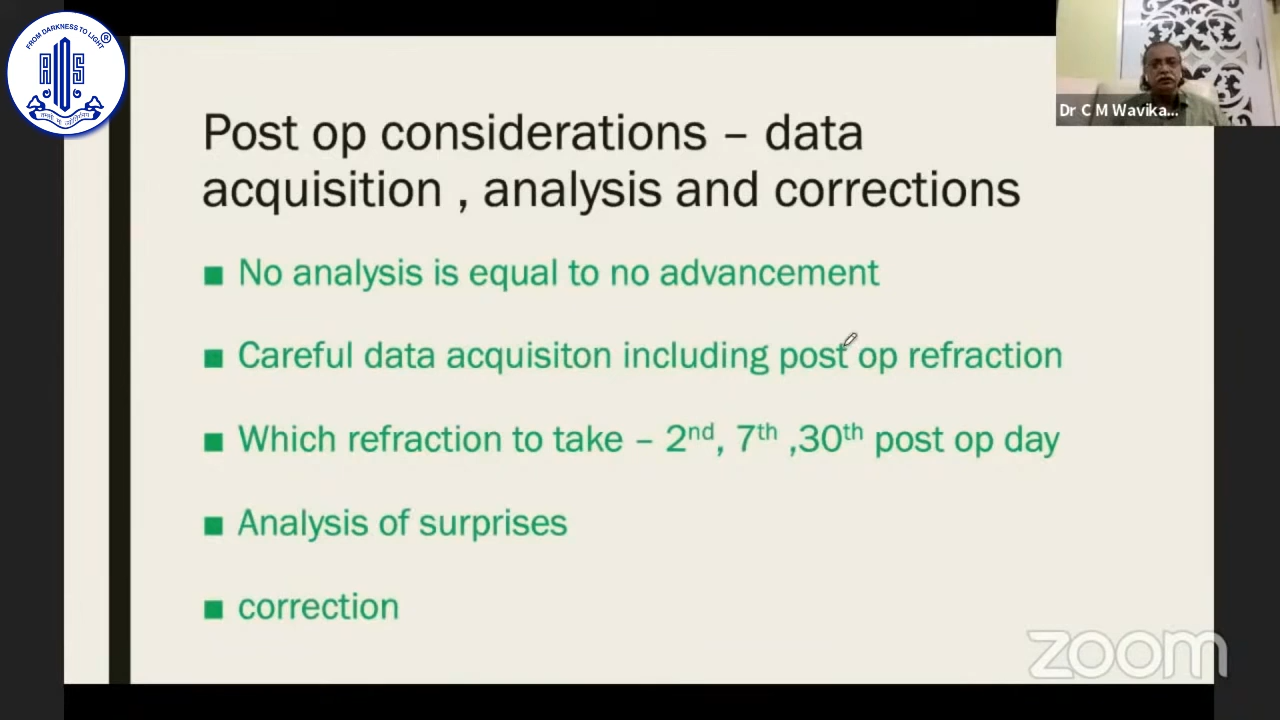 FROM DARKNESS TO LIGHT
®
AIOS
Dr C M Wavika...
Post op considerations – data
acquisition , analysis and corrections
■ No analysis is equal to no advancement
■ Careful data acquisiton including post op refraction
■ Which refraction to take – 2nd, 7th ,30th post op day
■ Analysis of surprises
■ correction
zoom